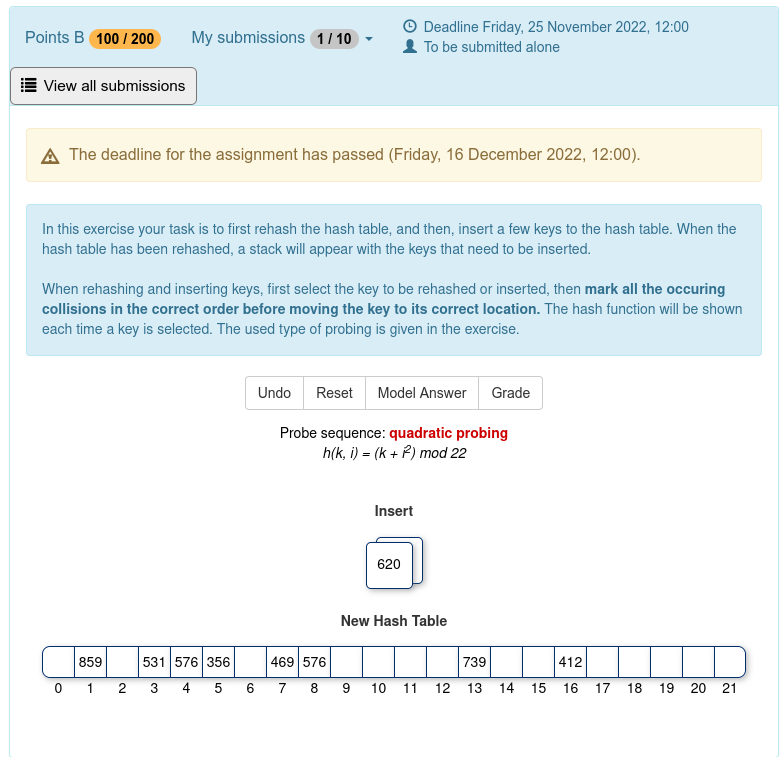 Points B 100 / 200 My submissions 1 / 10
Deadline Friday, 25 November 2022, 12:00
To be submitted alone
View all submissions
The deadline for the assignment has passed (Friday, 16 December 2022, 12:00).
In this exercise your task is to first rehash the hash table, and then, insert a few keys to the hash table. When the
hash table has been rehashed, a stack will appear with the keys that need to be inserted.
When rehashing and inserting keys, first select the key to be rehashed or inserted, then mark all the occuring
collisions in the correct order before moving the key to its correct location. The hash function will be shown
each time a key is selected. The used type of probing is given in the exercise.
Undo Reset Model Answer Grade
Probe sequence: quadratic probing
h(k, i) = (k + i²) mod 22
Insert
620
New Hash Table
859 531 576 356 469 576 739 412
0 1 2 3 4 5 6 7 8 9 10 11 12 13 14 15 16 17 18 19 20 21